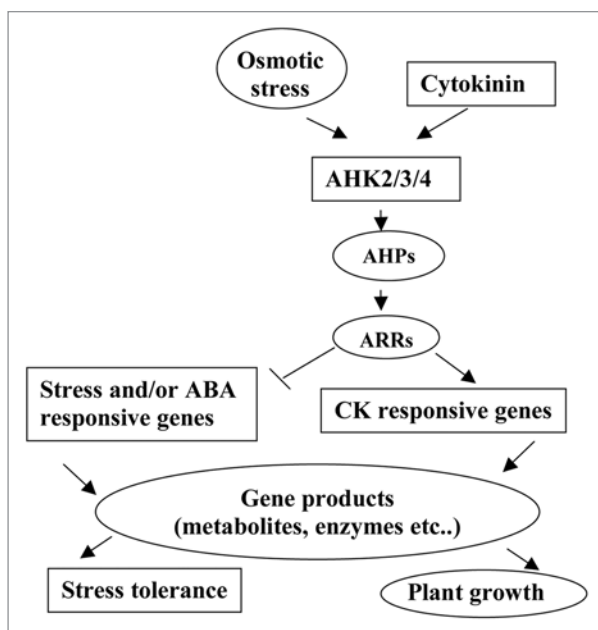 Osmotic
stress
Cytokinin
AHK2/3/4
AHPs
ARRs
Stress and/or ABA
responsive genes
CK responsive genes
Gene products
(metabolites, enzymes etc..)
Stress tolerance
Plant growth